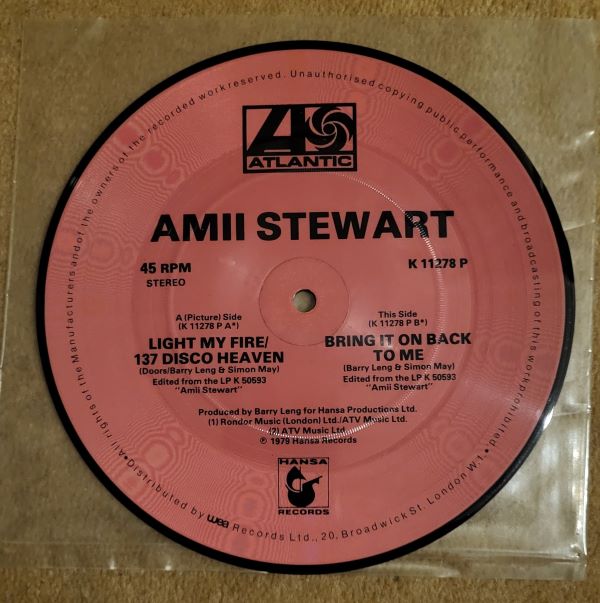 All rights of the Manufacturers and of the owners of the recorded work reserved. Unauthorised copying public performance and broadcasting of this work prohibited.
ATLANTIC
AMII STEWART
45 RPM
STEREO
K 11278 P
A (Picture) Side
(K 11278 P A*)
LIGHT MY FIRE/
137 DISCO HEAVEN
(Doors/Barry Leng & Simon May)
Edited from the LP K 50593
"Amii Stewart"
This Side
(K 11278 P B*)
BRING IT ON BACK
TO ME
(Barry Leng & Simon May)
Edited from the LP K 50593
"Amii Stewart"
Produced by Barry Leng for Hansa Productions Ltd.
(1) Rondor Music (London) Ltd./ATV Music Ltd.
(2) ATV Music Ltd.
℗ 1979 Hansa Records
HANSA
RECORDS
•Distributed by wea Records Ltd., 20, Broadwick St. London W.1.•